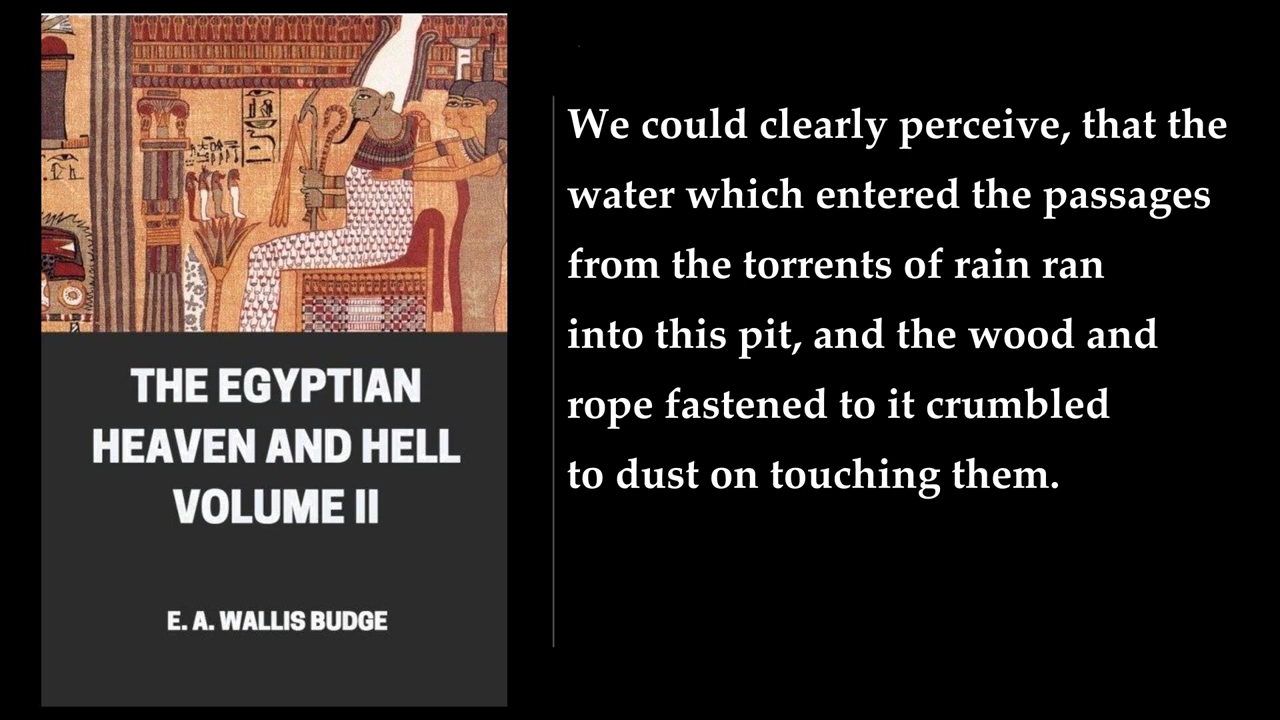 THE EGYPTIAN
HEAVEN AND HELL
VOLUME II
E. A. WALLIS BUDGE
We could clearly perceive, that the
water which entered the passages
from the torrents of rain ran
into this pit, and the wood and
rope fastened to it crumbled
to dust on touching them.